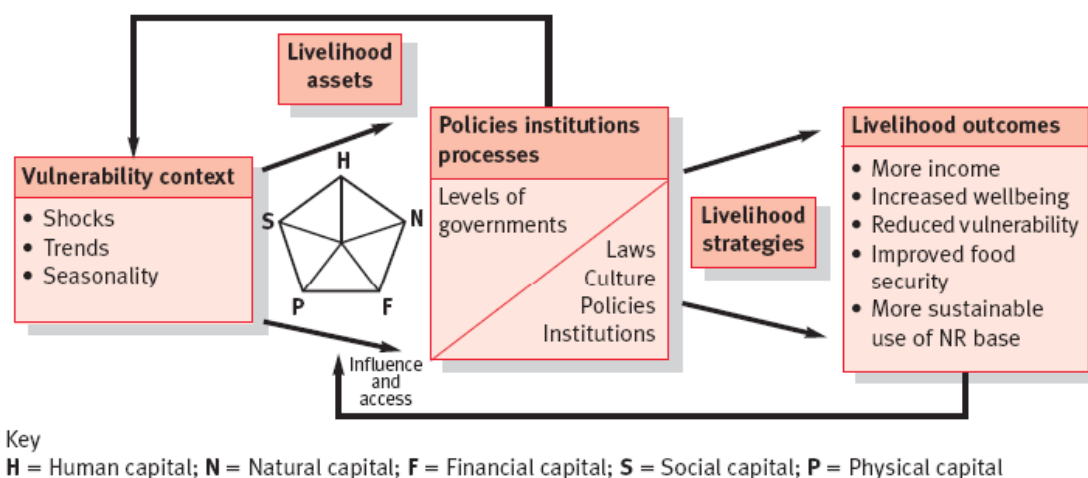 Livelihood
assets
Policies institutions
processes
Livelihood outcomes
Vulnerability context
• Shocks
• Trends
• Seasonality
H
S
N
P
F
Levels of
governments
Laws
Culture
Policies
Institutions
Livelihood
strategies
• More income
• Increased wellbeing
• Reduced vulnerability
• Improved food
security
• More sustainable
use of NR base
Influence
and
access
Key
H = Human capital; N = Natural capital; F = Financial capital; S = Social capital; P = Physical capital